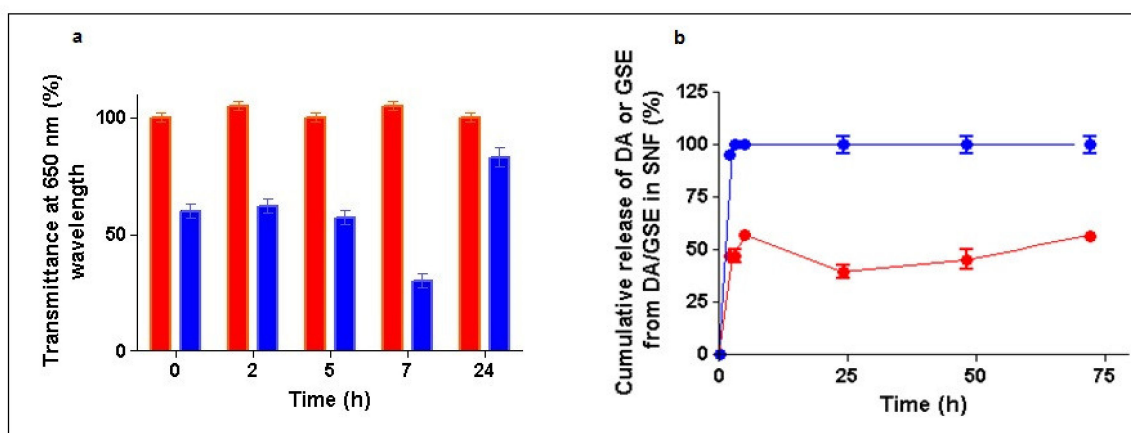 a
Transmittance at 650 nm (%)
wavelength
100
50
0
0 2 5 7 24
Time (h)
b
Cumulative release of DA or GSE
from DA/GSE in SNF (%)
125
100
75
50
25
0
0 25 50 75
Time (h)